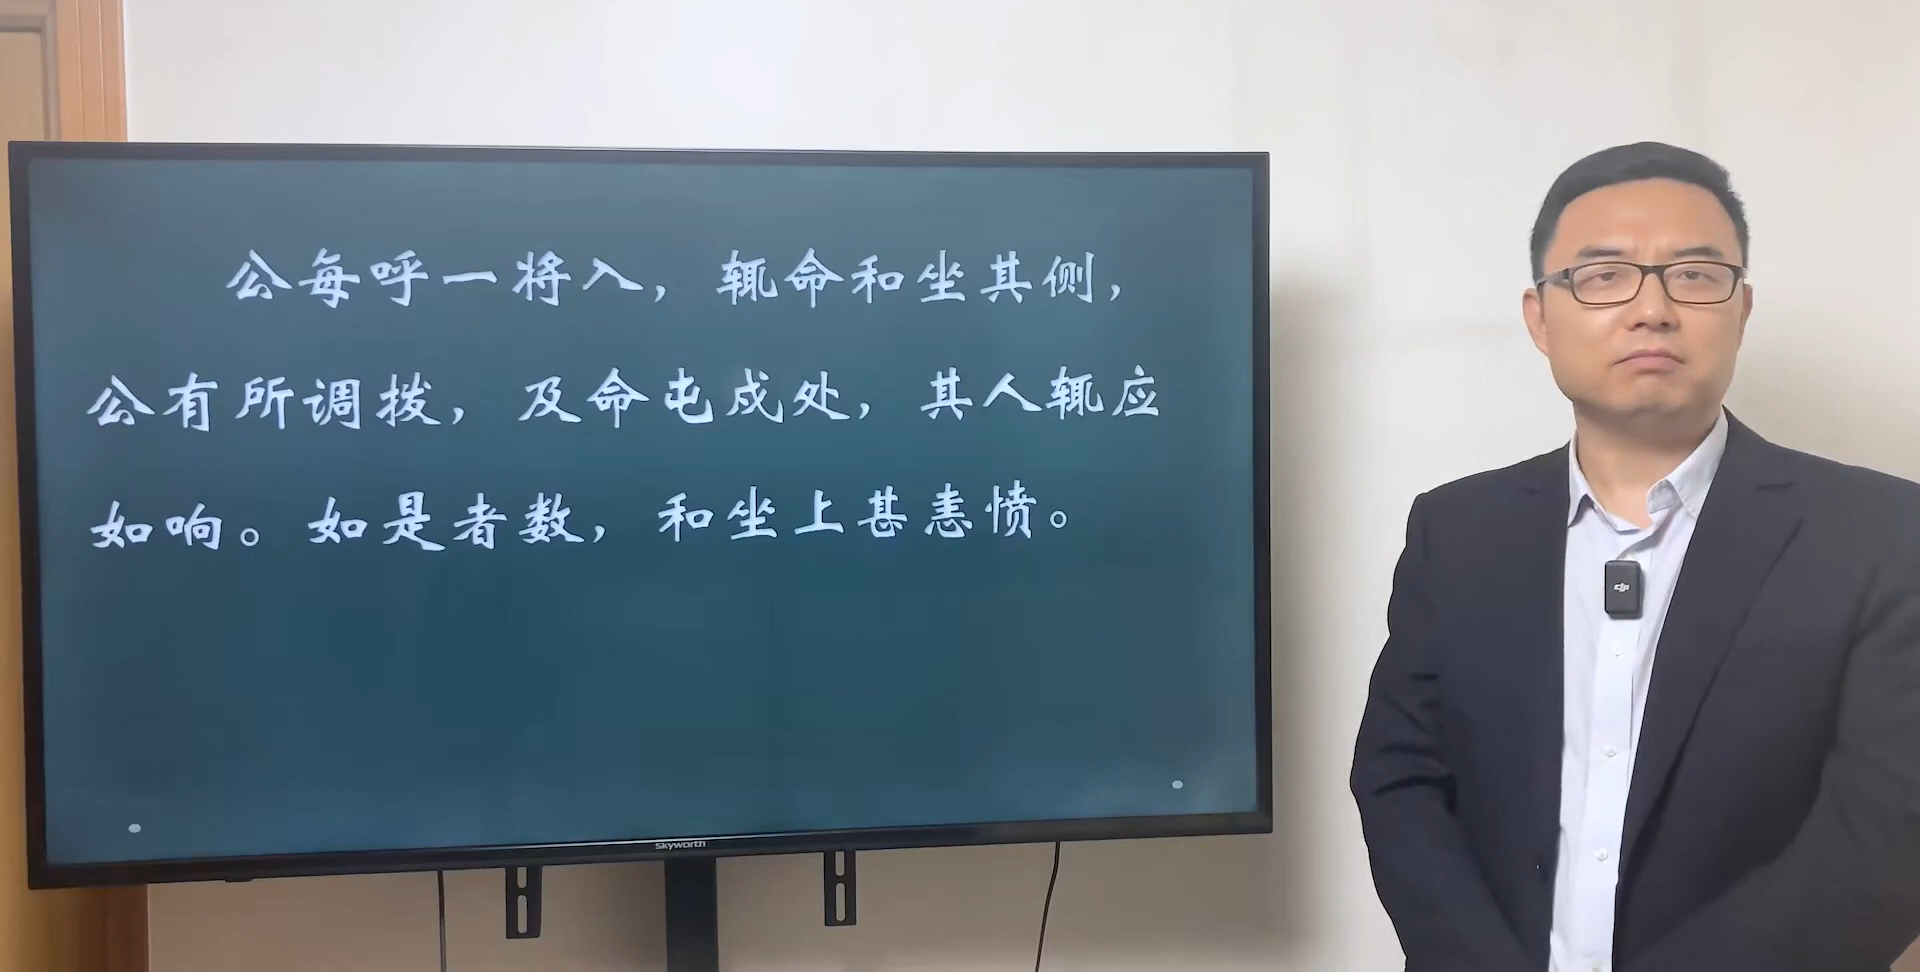 公每呼一将入，辄命和坐其侧，
公有所调拨，及命屯戍处，其人辄应
如响。如是者数，和坐上甚恚愤。
Skyworth
dji